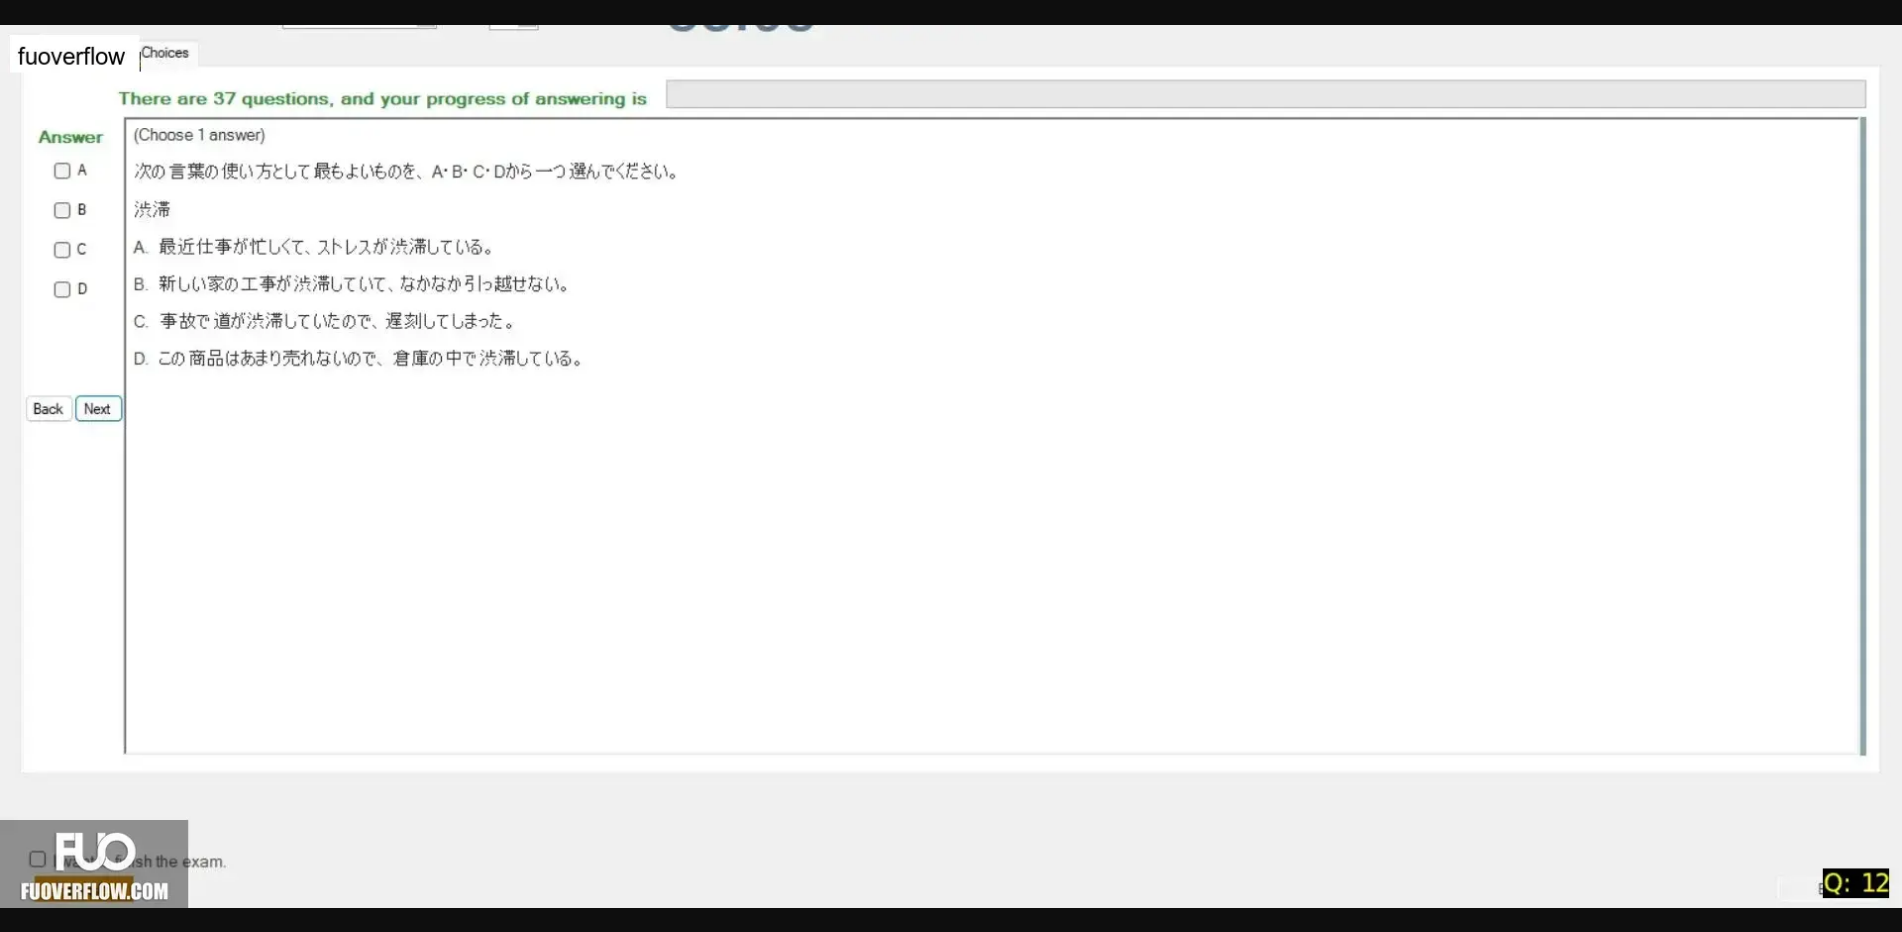 fuoverflow
Choices
There are 37 questions, and your progress of answering is
Answer
(Choose 1 answer)
A
次の言葉の使い方として最もよいものを、A・B・C・Dから一つ選んでください。
B
渋滞
C
A. 最近仕事が忙しくて、ストレスが渋滞している。
D
B. 新しい家の工事が渋滞していて、なかなか引っ越せない。
C. 事故で道が渋滞していたので、遅刻してしまった。
D. この商品はあまり売れないので、倉庫の中で渋滞している。
Back Next
FUO
the exam.
FUOVERFLOW.COM
Q: 12